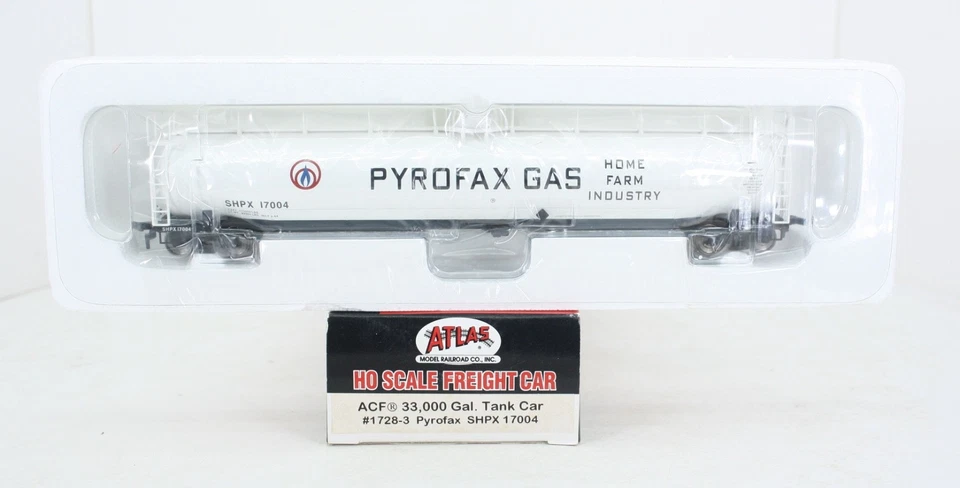 PYROFAX GAS
HOME
FARM
INDUSTRY
SHPX 17004
SHPX 17004
ATLAS
®
MODEL RAILROAD CO., INC.
HO SCALE FREIGHT CAR
ACF® 33,000 Gal. Tank Car
#1728-3 Pyrofax SHPX 17004